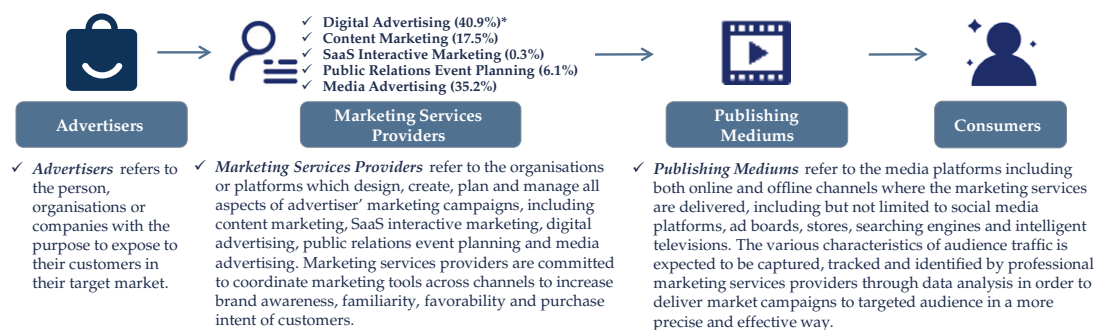 ✓ Digital Advertising (40.9%)*
✓ Content Marketing (17.5%)
✓ SaaS Interactive Marketing (0.3%)
✓ Public Relations Event Planning (6.1%)
✓ Media Advertising (35.2%)
Advertisers
Marketing Services
Providers
Publishing
Mediums
Consumers
✓ Advertisers refers to
the person,
organisations or
companies with the
purpose to expose to
their customers in
their target market.
✓ Marketing Services Providers refer to the organisations
or platforms which design, create, plan and manage all
aspects of advertiser’ marketing campaigns, including
content marketing, SaaS interactive marketing, digital
advertising, public relations event planning and media
advertising. Marketing services providers are committed
to coordinate marketing tools across channels to increase
brand awareness, familiarity, favorability and purchase
intent of customers.
✓ Publishing Mediums refer to the media platforms including
both online and offline channels where the marketing services
are delivered, including but not limited to social media
platforms, ad boards, stores, searching engines and intelligent
televisions. The various characteristics of audience traffic is
expected to be captured, tracked and identified by professional
marketing services providers through data analysis in order to
deliver market campaigns to targeted audience in a more
precise and effective way.